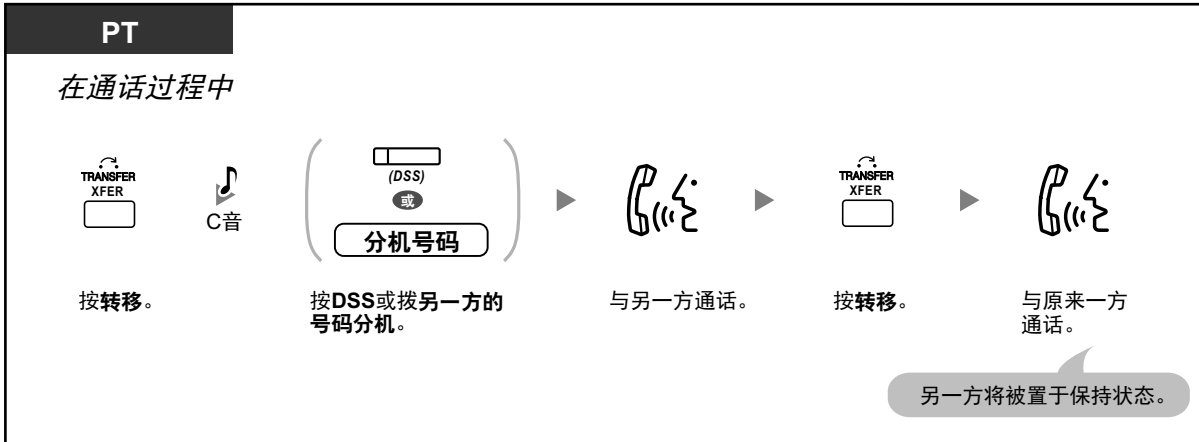 PT
在通话过程中
TRANSFER
XFER
C音
(DSS)
或
分机号码
TRANSFER
XFER
按转移。
按DSS或拨另一方的
号码分机。
与另一方通话。
按转移。
与原来一方
通话。
另一方将被置于保持状态。